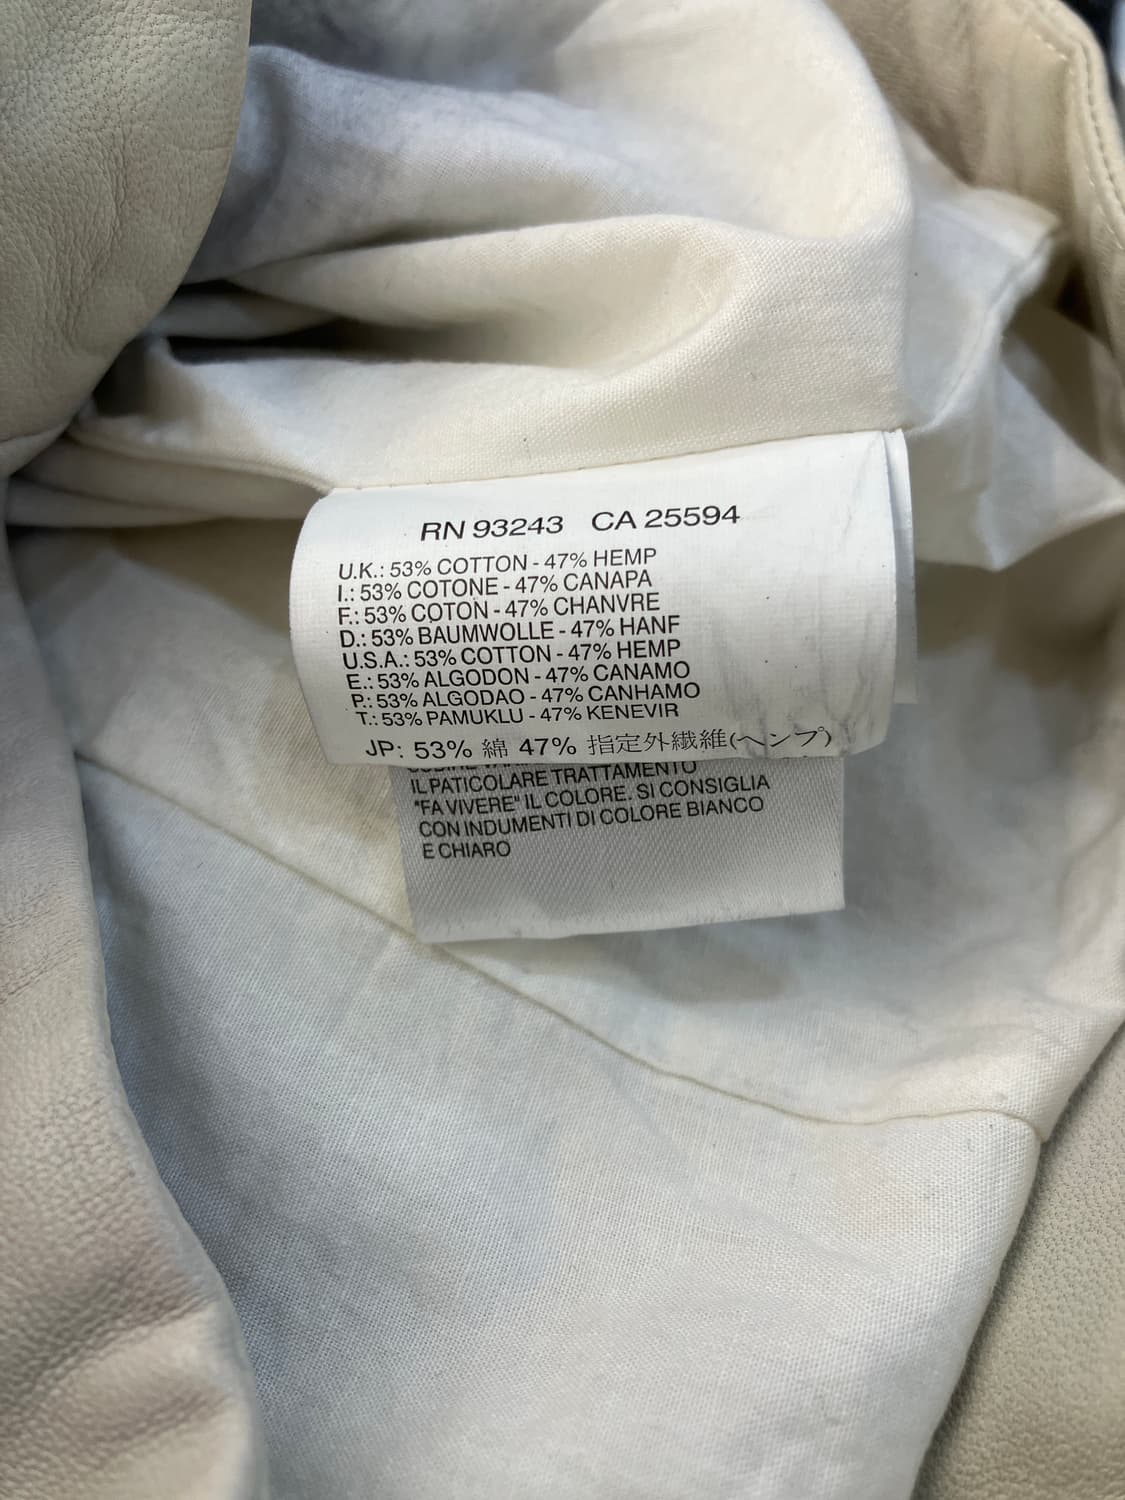 RN 93243 CA 25594
U.K.: 53% COTTON - 47% HEMP
I.: 53% COTONE - 47% CANAPA
F.: 53% COTON - 47% CHANVRE
D.: 53% BAUMWOLLE - 47% HANF
U.S.A.: 53% COTTON - 47% HEMP
E.: 53% ALGODON - 47% CANAMO
P.: 53% ALGODAO - 47% CANHAMO
T.: 53% PAMUKLU - 47% KENEVIR
JP: 53% 綿 47% 指定外繊維(ヘンプ)
IL PATICOLARE TRATTAMENTO
"FA VIVERE" IL COLORE. SI CONSIGLIA
CON INDUMENTI DI COLORE BIANCO
E CHIARO